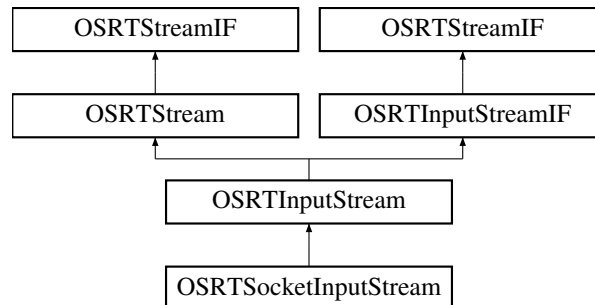 OSRTStreamIF
OSRTStreamIF
OSRTStream
OSRTInputStreamIF
OSRTInputStream
OSRTSocketInputStream